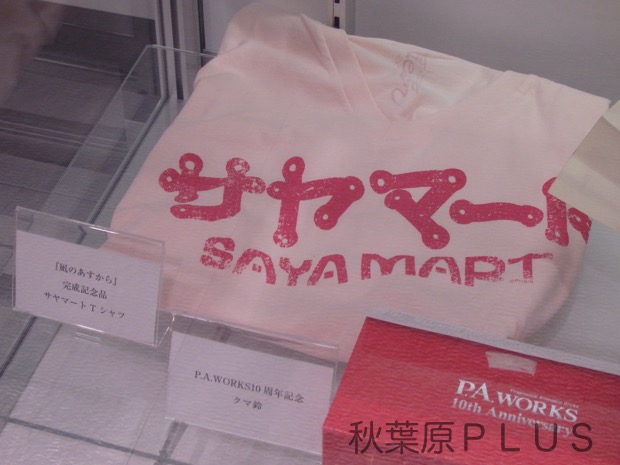 サヤマート
SAYA MART
『凪のあすから』
完成記念品
サヤマートTシャツ
P.A.WORKS10周年記念
クマ鈴
P.A.WORKS
10th Anniversary
秋葉原PLUS